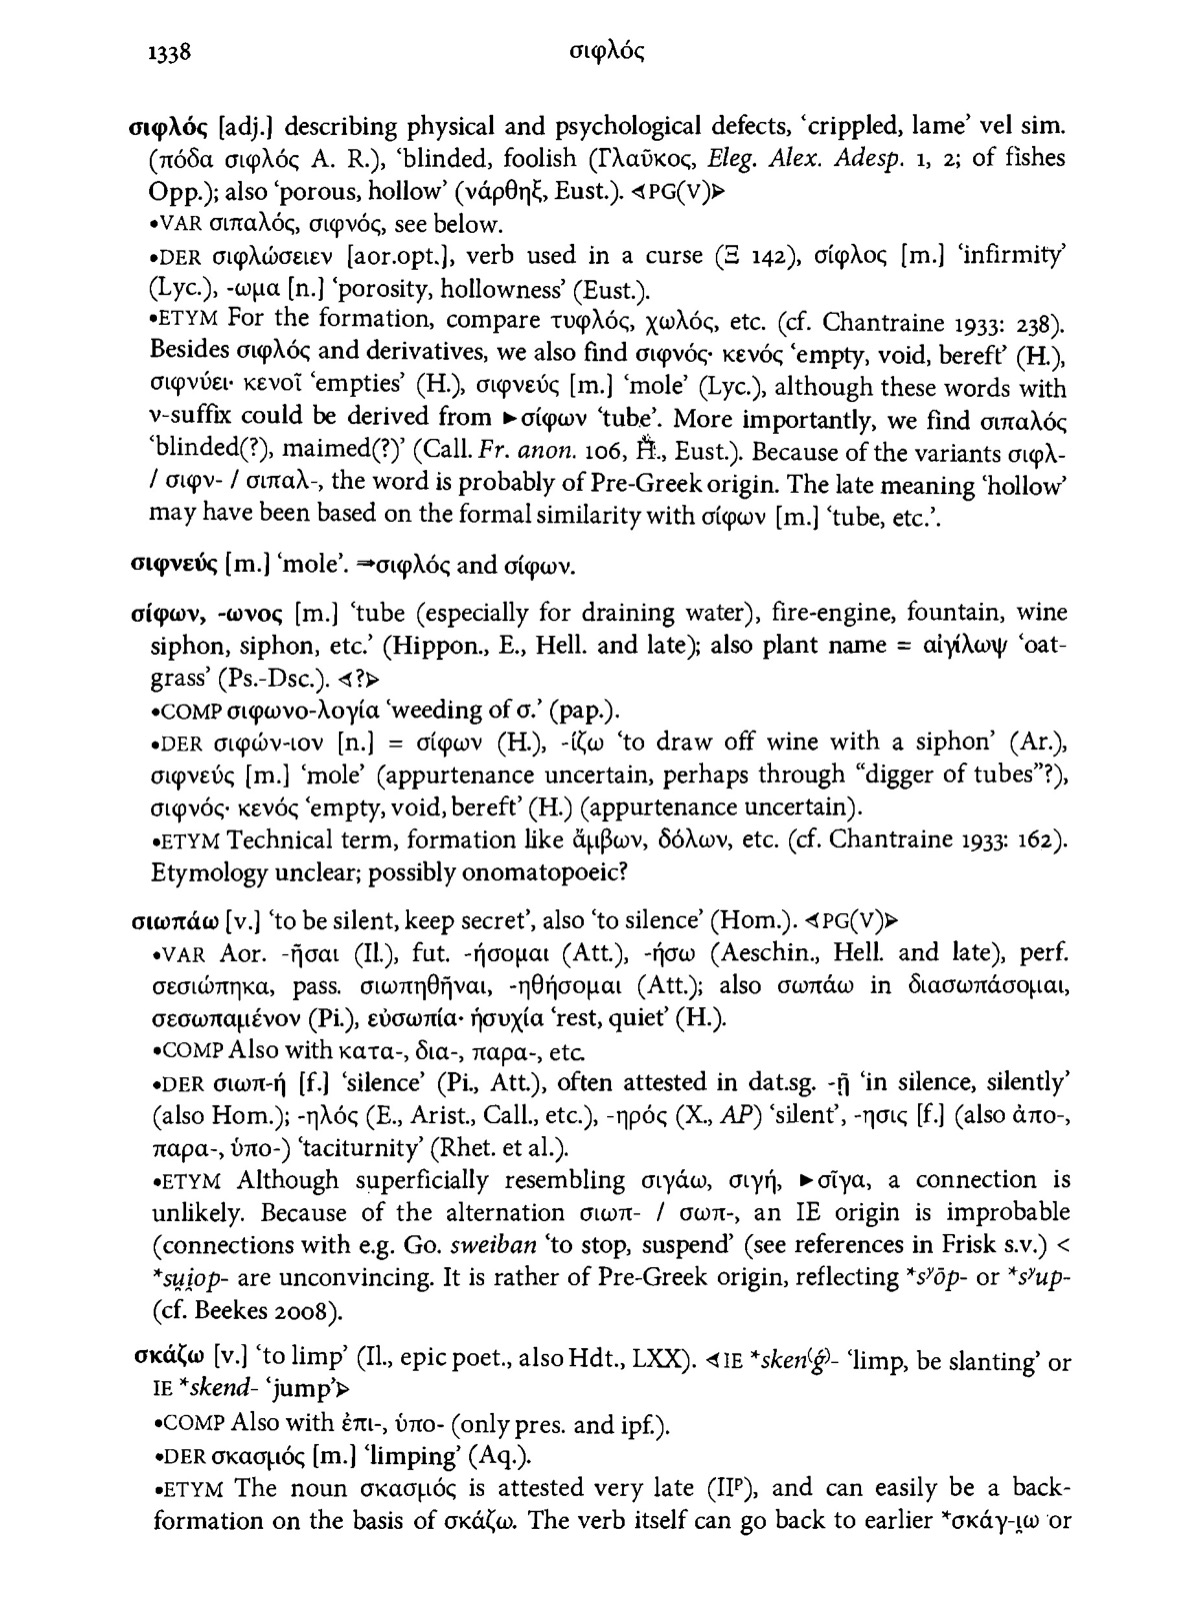 1338 σιφλός
σιφλός [adj.] describing physical and psychological defects, ‘crippled, lame’ vel sim.
(πόδα σιφλός A. R.), ‘blinded, foolish (Γλαῦκος, Eleg. Alex. Adesp. 1, 2; of fishes
Opp.); also ‘porous, hollow’ (νάρθηξ, Eust.). ⊲PG(V)⊳
•VAR σιπαλός, σιφνός, see below.
•DER σιφλώσειεν [aor.opt.], verb used in a curse (Ξ 142), σίφλος [m.] ‘infirmity’
(Lyc.), -ωμα [n.] ‘porosity, hollowness’ (Eust.).
•ETYM For the formation, compare τυφλός, χωλός, etc. (cf. Chantraine 1933: 238).
Besides σιφλός and derivatives, we also find σιφνός· κενός ‘empty, void, bereft’ (H.),
σιφνύει· κενοῖ ‘empties’ (H.), σιφνεύς [m.] ‘mole’ (Lyc.), although these words with
ν-suffix could be derived from ►σίφων ‘tube’. More importantly, we find σιπαλός
‘blinded(?), maimed(?)’ (Call. Fr. anon. 106, H., Eust.). Because of the variants σιφλ-
/ σιφν- / σιπαλ-, the word is probably of Pre-Greek origin. The late meaning ‘hollow’
may have been based on the formal similarity with σίφων [m.] ‘tube, etc.’.
σιφνεύς [m.] ‘mole’. ⇒σιφλός and σίφων.
σίφων, -ωνος [m.] ‘tube (especially for draining water), fire-engine, fountain, wine
siphon, siphon, etc.’ (Hippon., E., Hell. and late); also plant name = αἰγίλωψ ‘oat-
grass’ (Ps.-Dsc.). ⊲?⊳
•COMP σιφωνο-λογία ‘weeding of σ.’ (pap.).
•DER σιφών-ιον [n.] = σίφων (H.), -ίζω ‘to draw off wine with a siphon’ (Ar.),
σιφνεύς [m.] ‘mole’ (appurtenance uncertain, perhaps through “digger of tubes”?),
σιφνός· κενός ‘empty, void, bereft’ (H.) (appurtenance uncertain).
•ETYM Technical term, formation like ἄμβων, δόλων, etc. (cf. Chantraine 1933: 162).
Etymology unclear; possibly onomatopoeic?
σιωπάω [v.] ‘to be silent, keep secret’, also ‘to silence’ (Hom.). ⊲PG(V)⊳
•VAR Aor. -ῆσαι (Il.), fut. -ήσομαι (Att.), -ήσω (Aeschin., Hell. and late), perf.
σεσιώπηκα, pass. σιωπηθῆναι, -ηθήσομαι (Att.); also σωπάω in διασωπάσομαι,
σεσωπαμένον (Pi.), εὐσωπία· ἡσυχία ‘rest, quiet’ (H.).
•COMP Also with κατα-, δια-, παρα-, etc.
•DER σιωπ-ή [f.] ‘silence’ (Pi., Att.), often attested in dat.sg. -ῇ ‘in silence, silently’
(also Hom.); -ηλός (E., Arist., Call., etc.), -ηρός (X., AP) ‘silent’, -ησις [f.] (also ἀπο-,
παρα-, ὑπο-) ‘taciturnity’ (Rhet. et al.).
•ETYM Although superficially resembling σιγάω, σιγή, ►σῖγα, a connection is
unlikely. Because of the alternation σιωπ- / σωπ-, an IE origin is improbable
(connections with e.g. Go. sweiban ‘to stop, suspend’ (see references in Frisk s.v.) <
*su̯i̯op- are unconvincing. It is rather of Pre-Greek origin, reflecting *sʸōp- or *sʸup-
(cf. Beekes 2008).
σκάζω [v.] ‘to limp’ (Il., epic poet., also Hdt., LXX). ⊲IE *sken⁽ǵ⁾- ‘limp, be slanting’ or
IE *skend- ‘jump’⊳
•COMP Also with ἐπι-, ὑπο- (only pres. and ipf.).
•DER σκασμός [m.] ‘limping’ (Aq.).
•ETYM The noun σκασμός is attested very late (IIᵖ), and can easily be a back-
formation on the basis of σκάζω. The verb itself can go back to earlier *σκάγ-ι̯ω or